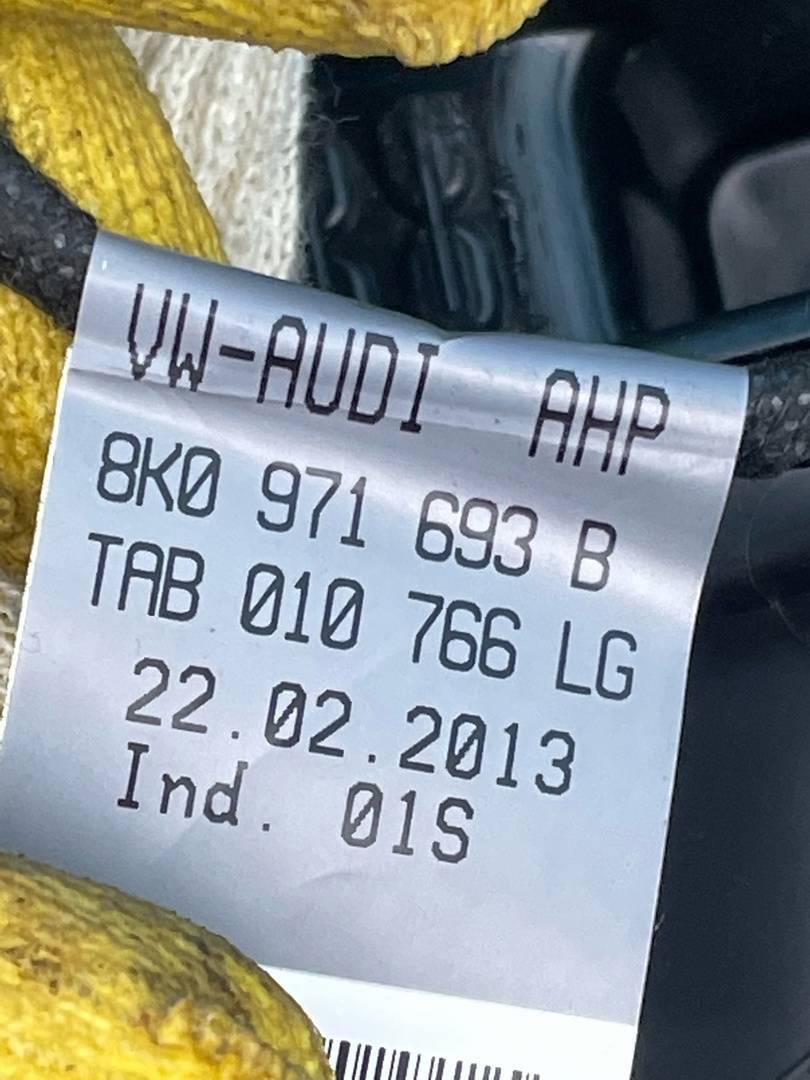 VW-AUDI AHP
8K0 971 693 B
TAB 010 766 LG
22.02.2013
Ind. 01S